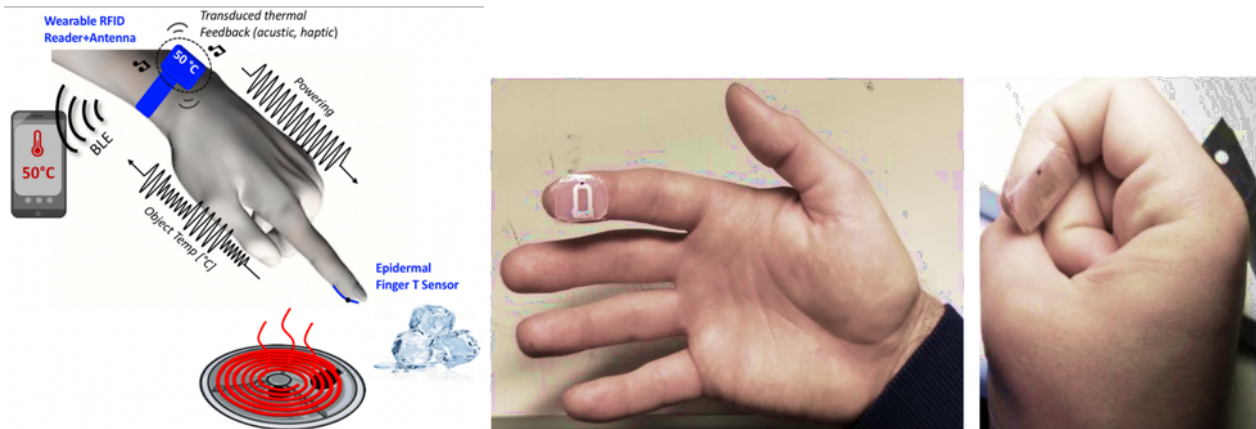 Wearable RFID
Reader+Antenna
Transduced thermal
Feedback (acustic, haptic)
50 °C
Powering
BLE
50°C
Object Temp [°C]
Epidermal
Finger T Sensor